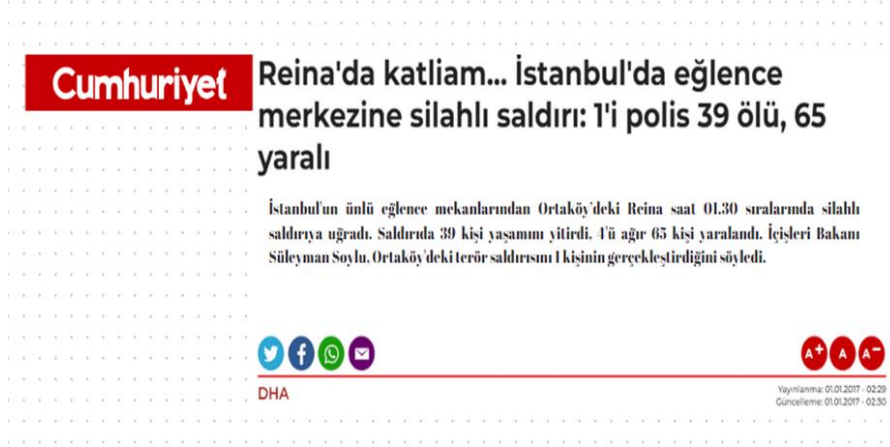 Cumhuriyet
Reina'da katliam... İstanbul'da eğlence
merkezine silahlı saldırı: 1'i polis 39 ölü, 65
yaralı
İstanbul'un ünlü eğlence mekanlarından Ortaköy'deki Reina saat 01.30 sıralarında silahlı
saldırıya uğradı. Saldırıda 39 kişi yaşamını yitirdi, 4'ü ağır 65 kişi yaralandı. İçişleri Bakanı
Süleyman Soylu, Ortaköy'deki terör saldırısını 1 kişinin gerçekleştirdiğini söyledi.
A+ A A-
DHA
Yayınlanma: 01.01.2017 - 02:29
Güncelleme: 01.01.2017 - 02:30